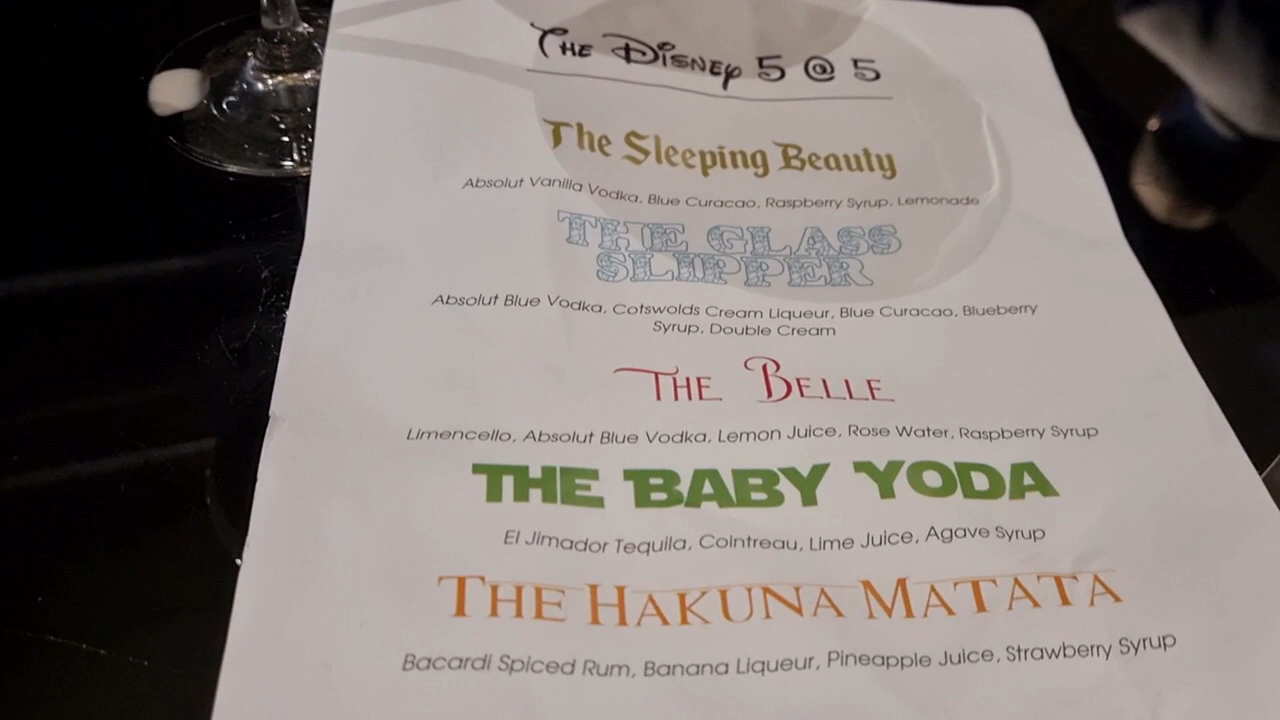 The Disney 5 @ 5
The Sleeping Beauty
Absolut Vanilla Vodka, Blue Curacao, Raspberry Syrup, Lemonade
THE GLASS
SLIPPER
Absolut Blue Vodka, Cotswolds Cream Liqueur, Blue Curacao, Blueberry
Syrup, Double Cream
THE BELLE
Limencello, Absolut Blue Vodka, Lemon Juice, Rose Water, Raspberry Syrup
THE BABY YODA
El Jimador Tequila, Cointreau, Lime Juice, Agave Syrup
THE HAKUNA MATATA
Bacardi Spiced Rum, Banana Liqueur, Pineapple Juice, Strawberry Syrup